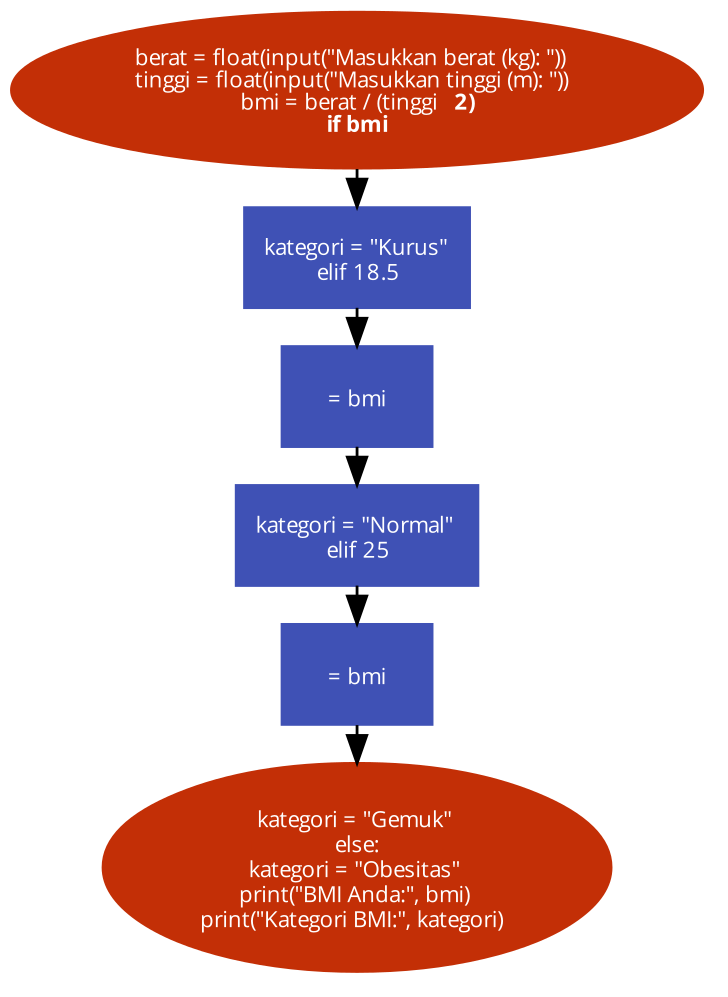 berat = float(input("Masukkan berat (kg): "))
tinggi = float(input("Masukkan tinggi (m): "))
bmi = berat / (tinggi 2)
if bmi
kategori = "Kurus"
elif 18.5
= bmi
kategori = "Normal"
elif 25
= bmi
kategori = "Gemuk"
else:
kategori = "Obesitas"
print("BMI Anda:", bmi)
print("Kategori BMI:", kategori)